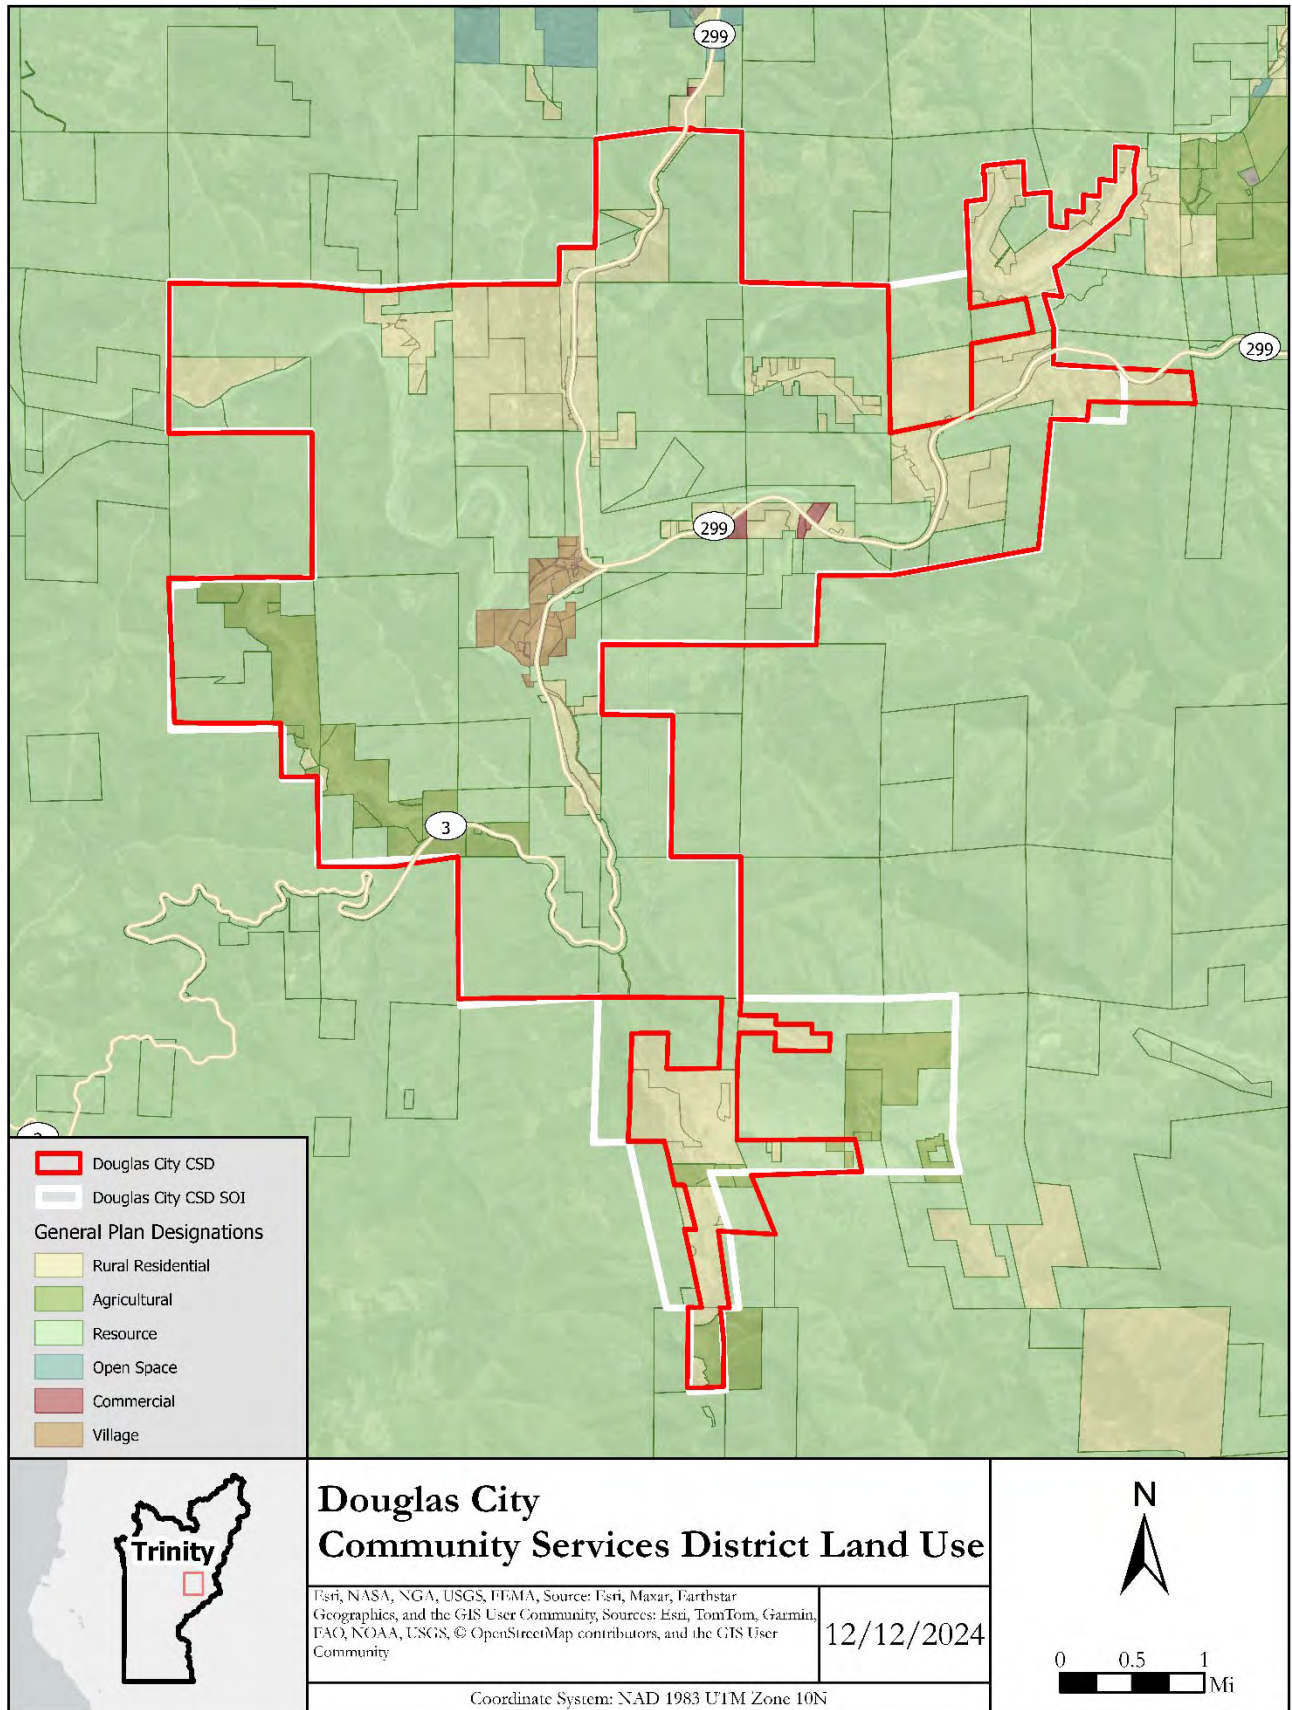 299
299
299
3
Douglas City CSD
Douglas City CSD SOI
General Plan Designations
Rural Residential
Agricultural
Resource
Open Space
Commercial
Village
Trinity
Douglas City
Community Services District Land Use
Esri, NASA, NGA, USGS, FEMA, Source: Esri, Maxar, Earthstar
Geographics, and the GIS User Community, Sources: Esri, TomTom, Garmin,
FAO, NOAA, USGS, © OpenStreetMap contributors, and the GIS User
Community
12/12/2024
Coordinate System: NAD 1983 UTM Zone 10N
N
0 0.5 1
Mi